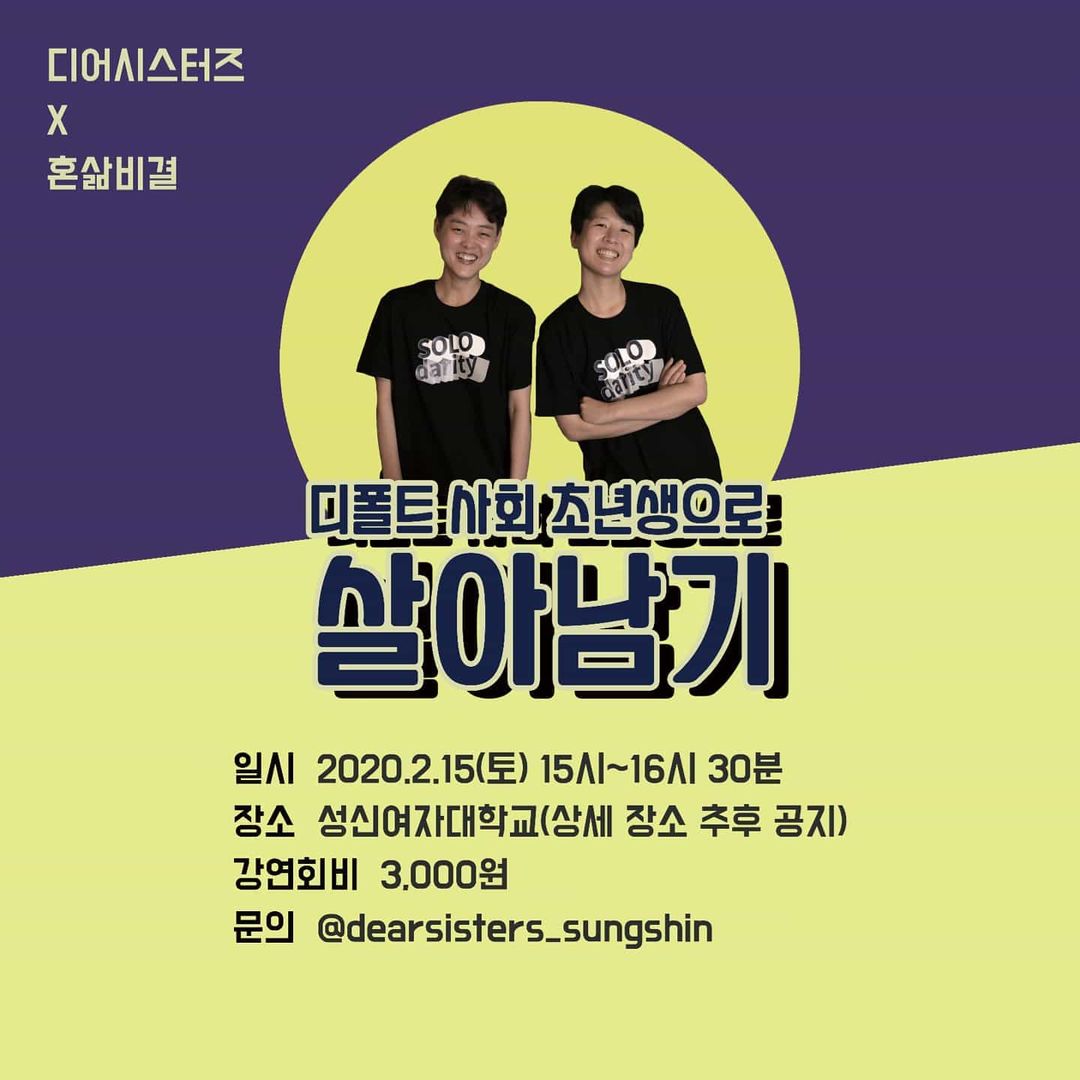 디어시스터즈
X
혼삶비결
SOLO
darity
SOLO
darity
디폴트 사회 초년생으로
살아남기
일시 2020.2.15(토) 15시~16시 30분
장소 성신여자대학교(상세 장소 추후 공지)
강연회비 3,000원
문의 @dearsisters_sungshin